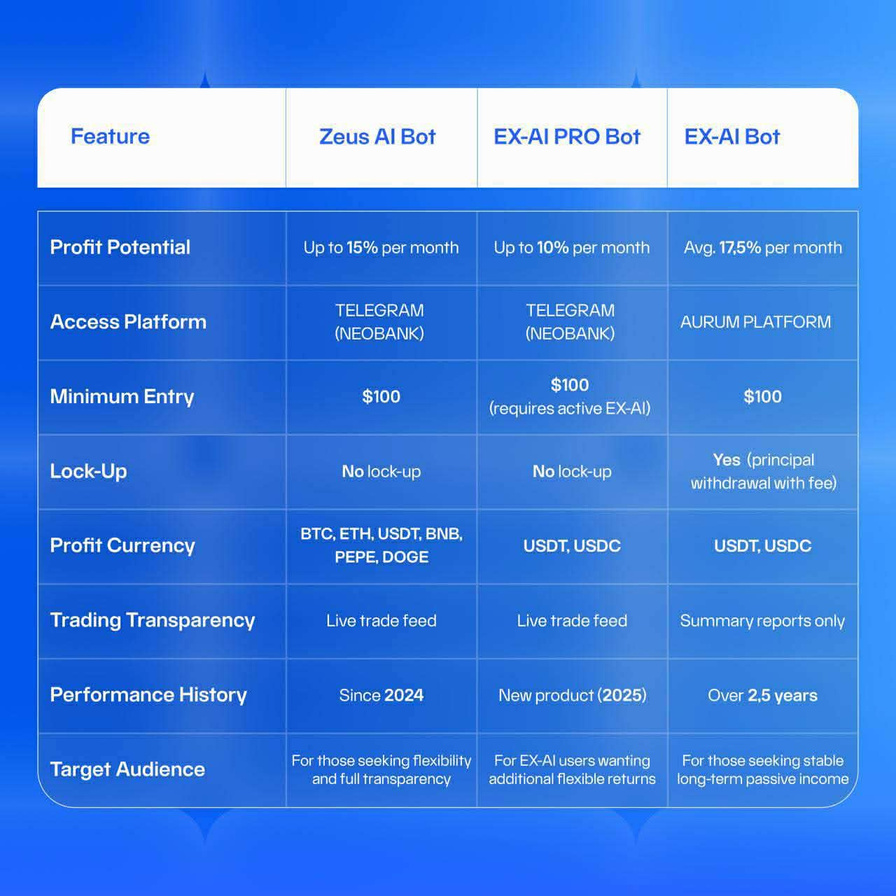 Feature Zeus AI Bot EX-AI PRO Bot EX-AI Bot
Profit Potential Up to 15% per month Up to 10% per month Avg. 17,5% per month
Access Platform TELEGRAM (NEOBANK) TELEGRAM (NEOBANK) AURUM PLATFORM
Minimum Entry $100 $100 (requires active EX-AI) $100
Lock-Up No lock-up No lock-up Yes (principal withdrawal with fee)
Profit Currency BTC, ETH, USDT, BNB, PEPE, DOGE USDT, USDC USDT, USDC
Trading Transparency Live trade feed Live trade feed Summary reports only
Performance History Since 2024 New product (2025) Over 2,5 years
Target Audience For those seeking flexibility and full transparency For EX-AI users wanting additional flexible returns For those seeking stable long-term passive income